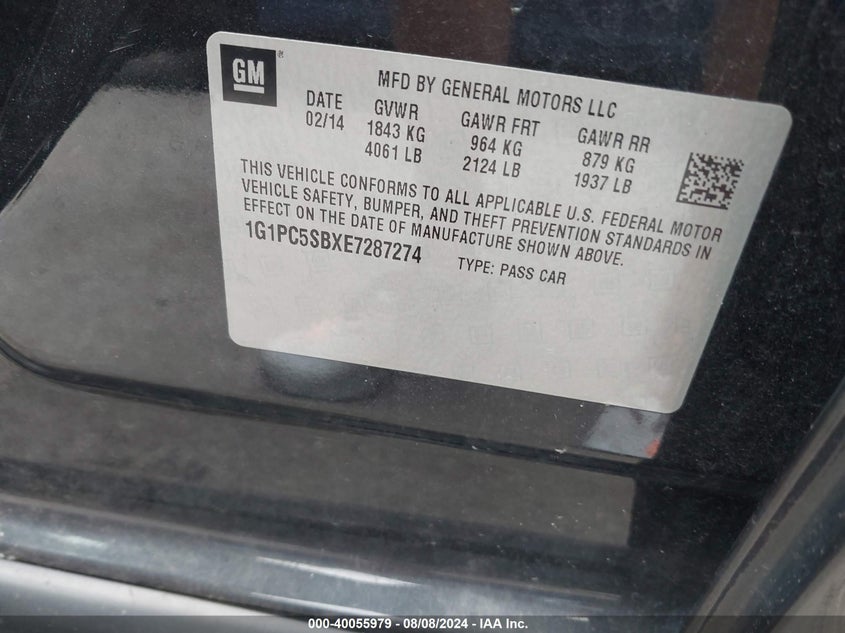 GM®
MFD BY GENERAL MOTORS LLC
DATE GVWR GAWR FRT GAWR RR
02/14 1843 KG 964 KG 879 KG
4061 LB 2124 LB 1937 LB
THIS VEHICLE CONFORMS TO ALL APPLICABLE U.S. FEDERAL MOTOR
VEHICLE SAFETY, BUMPER, AND THEFT PREVENTION STANDARDS IN
EFFECT ON THE DATE OF MANUFACTURE SHOWN ABOVE.
1G1PC5SBXE7287274 TYPE: PASS CAR
000-40055979 - 08/08/2024 - IAA Inc.